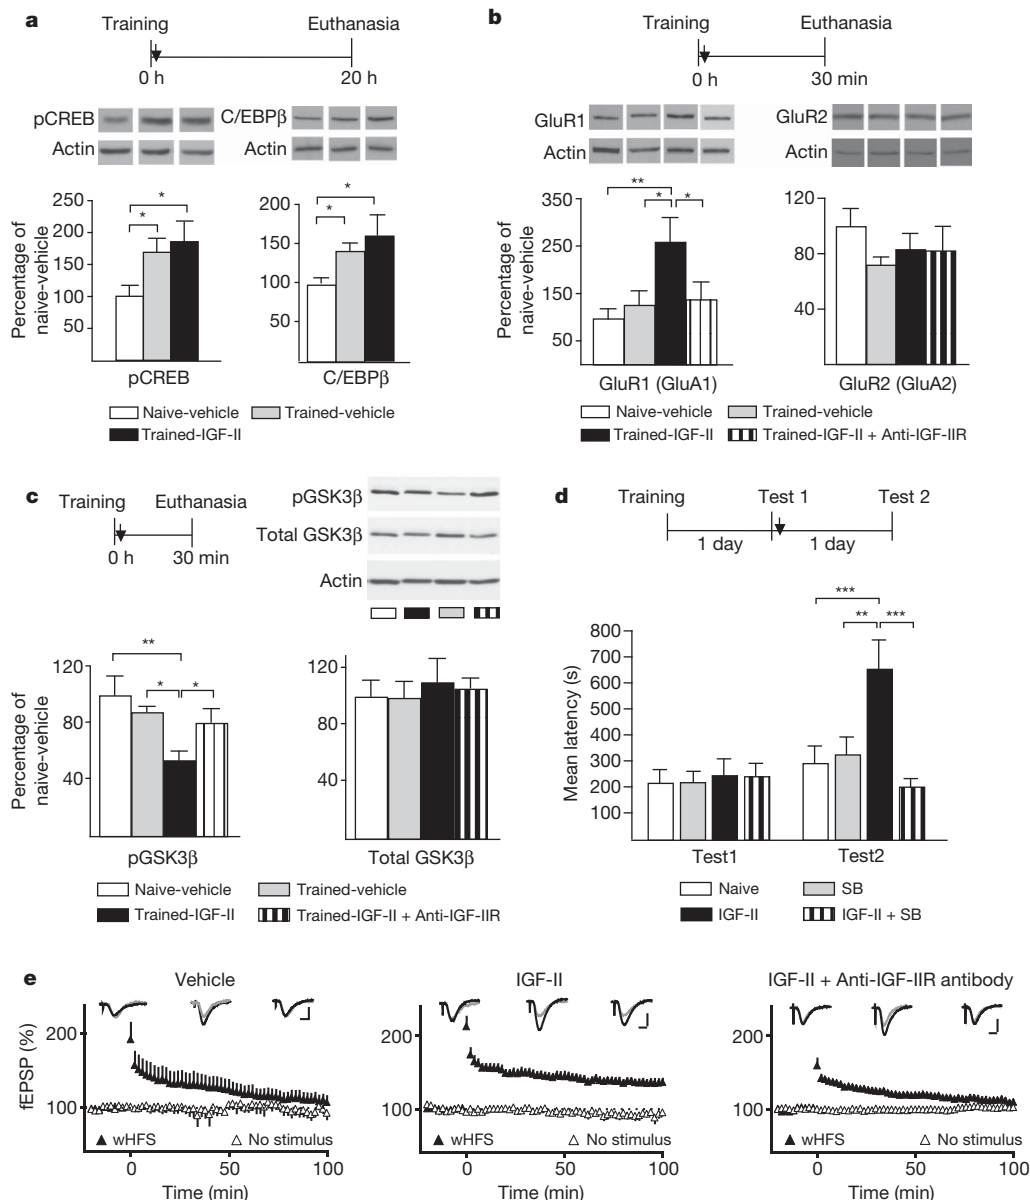 a
Training Euthanasia
0 h 20 h
pCREB C/EBPβ
Actin Actin
Percentage of naive-vehicle
250
200
150
100
50
* *
pCREB
200
150
100
50
* *
C/EBPβ
Naive-vehicle Trained-vehicle
Trained-IGF-II
b
Training Euthanasia
0 h 30 min
GluR1 GluR2
Actin Actin
Percentage of naive-vehicle
350
250
150
50
**
* *
GluR1 (GluA1)
120
80
40
GluR2 (GluA2)
Naive-vehicle Trained-vehicle
Trained-IGF-II Trained-IGF-II + Anti-IGF-IIR
c
Training Euthanasia
0 h 30 min
pGSK3β
Total GSK3β
Actin
Percentage of naive-vehicle
120
80
40
**
* *
pGSK3β
120
80
40
Total GSK3β
Naive-vehicle Trained-vehicle
Trained-IGF-II Trained-IGF-II + Anti-IGF-IIR
d
Training Test 1 Test 2
1 day 1 day
Mean latency (s)
800
700
600
500
400
300
200
100
***
** ***
Test1 Test2
Naive SB
IGF-II IGF-II + SB
e
Vehicle
fEPSP (%)
200
100
wHFS No stimulus
0 50 100
Time (min)
IGF-II
200
100
wHFS No stimulus
0 50 100
Time (min)
IGF-II + Anti-IGF-IIR antibody
200
100
wHFS No stimulus
0 50 100
Time (min)